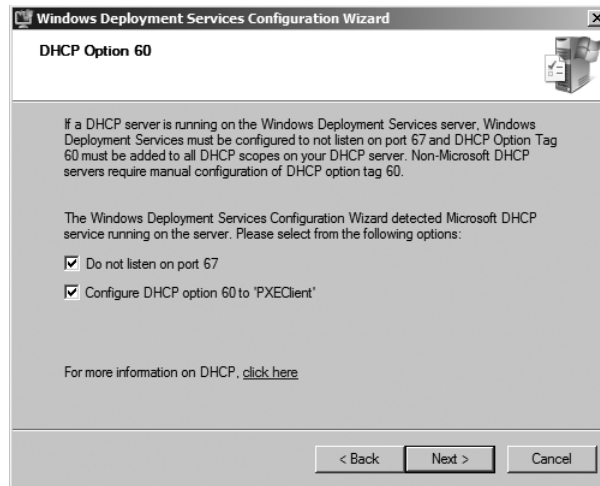 Windows Deployment Services Configuration Wizard
DHCP Option 60
If a DHCP server is running on the Windows Deployment Services server, Windows
Deployment Services must be configured to not listen on port 67 and DHCP Option Tag
60 must be added to all DHCP scopes on your DHCP server. Non-Microsoft DHCP
servers require manual configuration of DHCP option tag 60.
The Windows Deployment Services Configuration Wizard detected Microsoft DHCP
service running on the server. Please select from the following options:
Do not listen on port 67
Configure DHCP option 60 to 'PXEClient'
For more information on DHCP, click here
< Back
Next >
Cancel